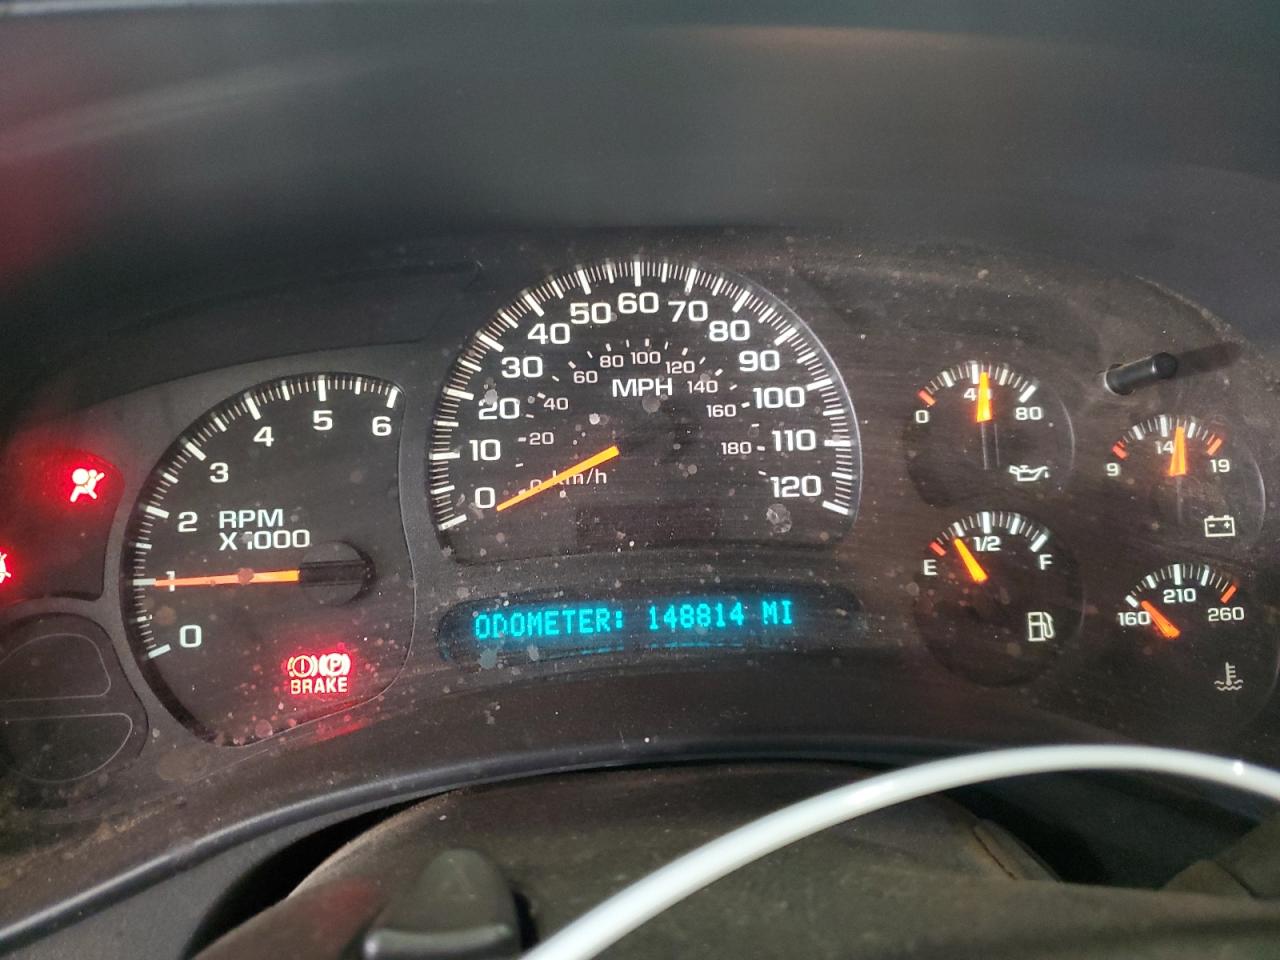 0 1 2 3 4 5 6
RPM
X1000
BRAKE
0 10 20 30 40 50 60 70 80 90 100 110 120
MPH
0 20 40 60 80 100 120 140 160 180
km/h
ODOMETER: 148814 MI
0 40 80
9 14 19
E 1/2 F
160 210 260